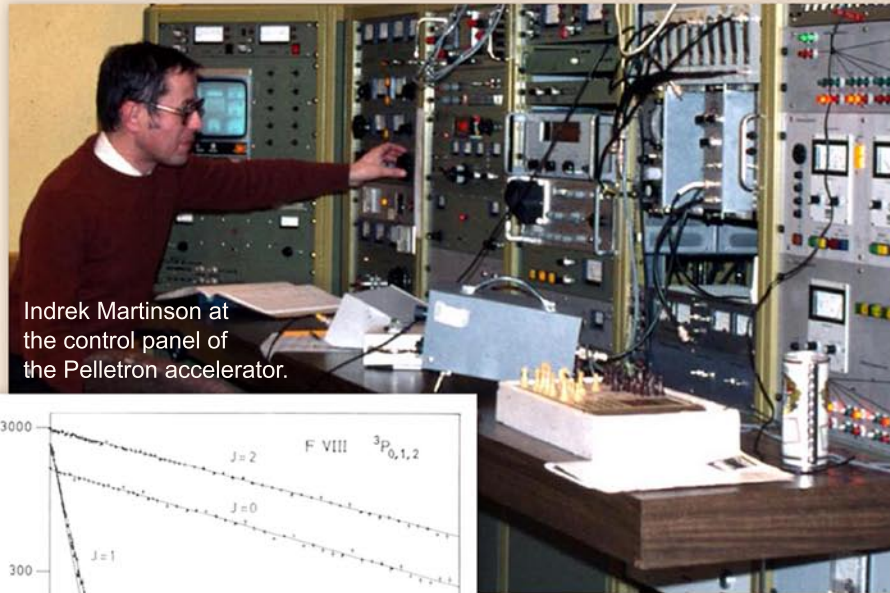 Indrek Martinson at
the control panel of
the Pelletron accelerator.
3000
F VIII ³P₀,₁,₂
J=2
J=0
J=1
300